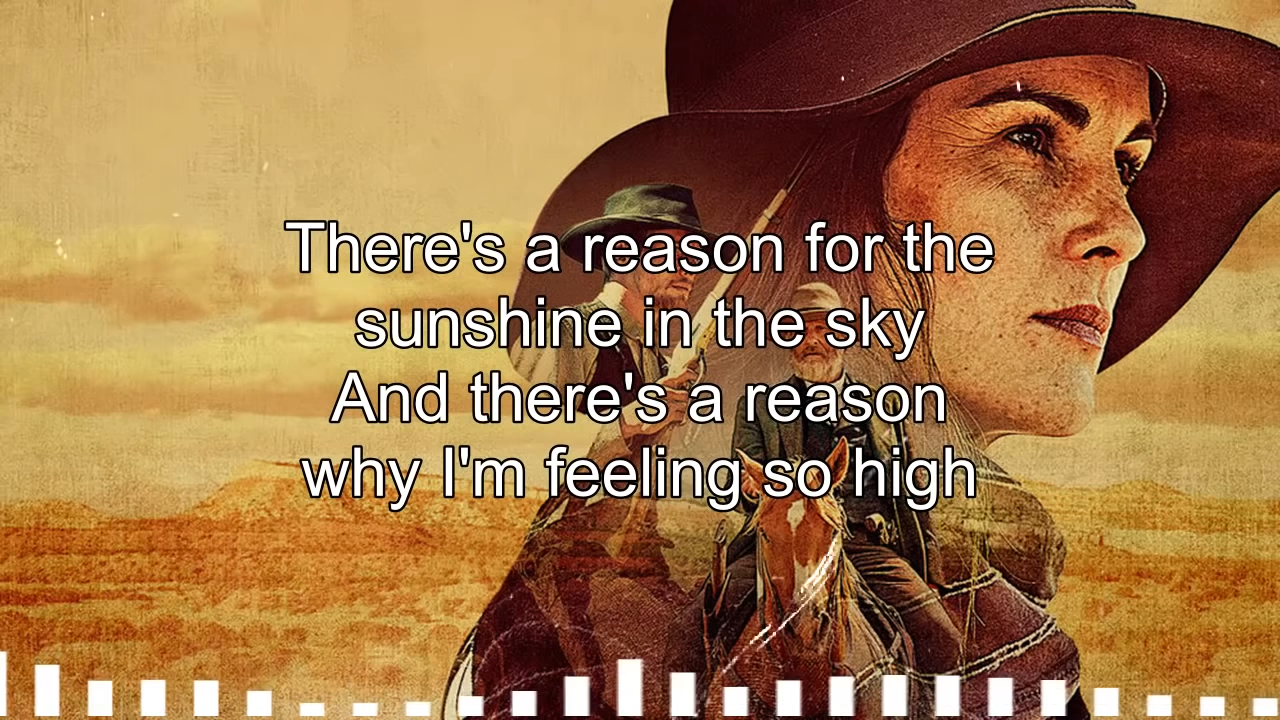 There's a reason for the
sunshine in the sky
And there's a reason
why I'm feeling so high